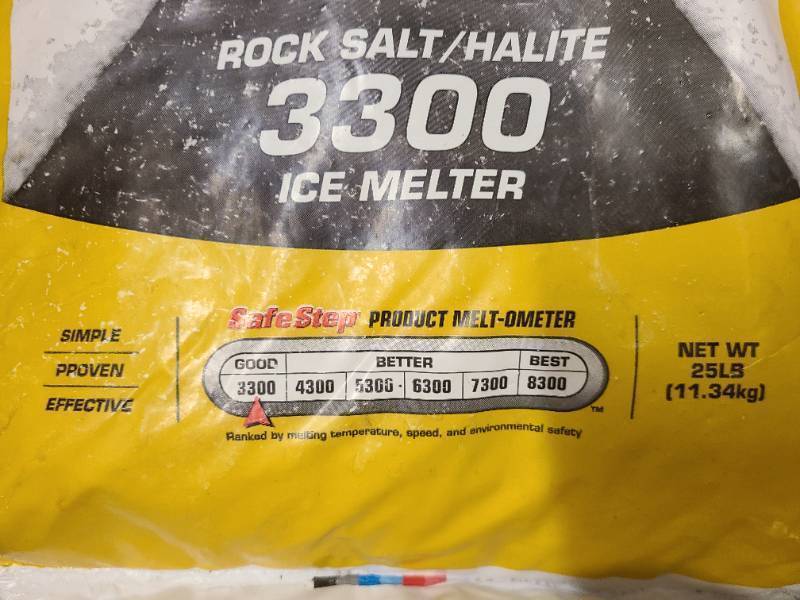 ROCK SALT/HALITE
3300
ICE MELTER
SafeStep PRODUCT MELT-OMETER
SIMPLE
PROVEN
EFFECTIVE
GOOD BETTER BEST
3300 4300 5300 6300 7300 8300
TM
Ranked by melting temperature, speed, and environmental safety
NET WT
25LB
(11.34kg)